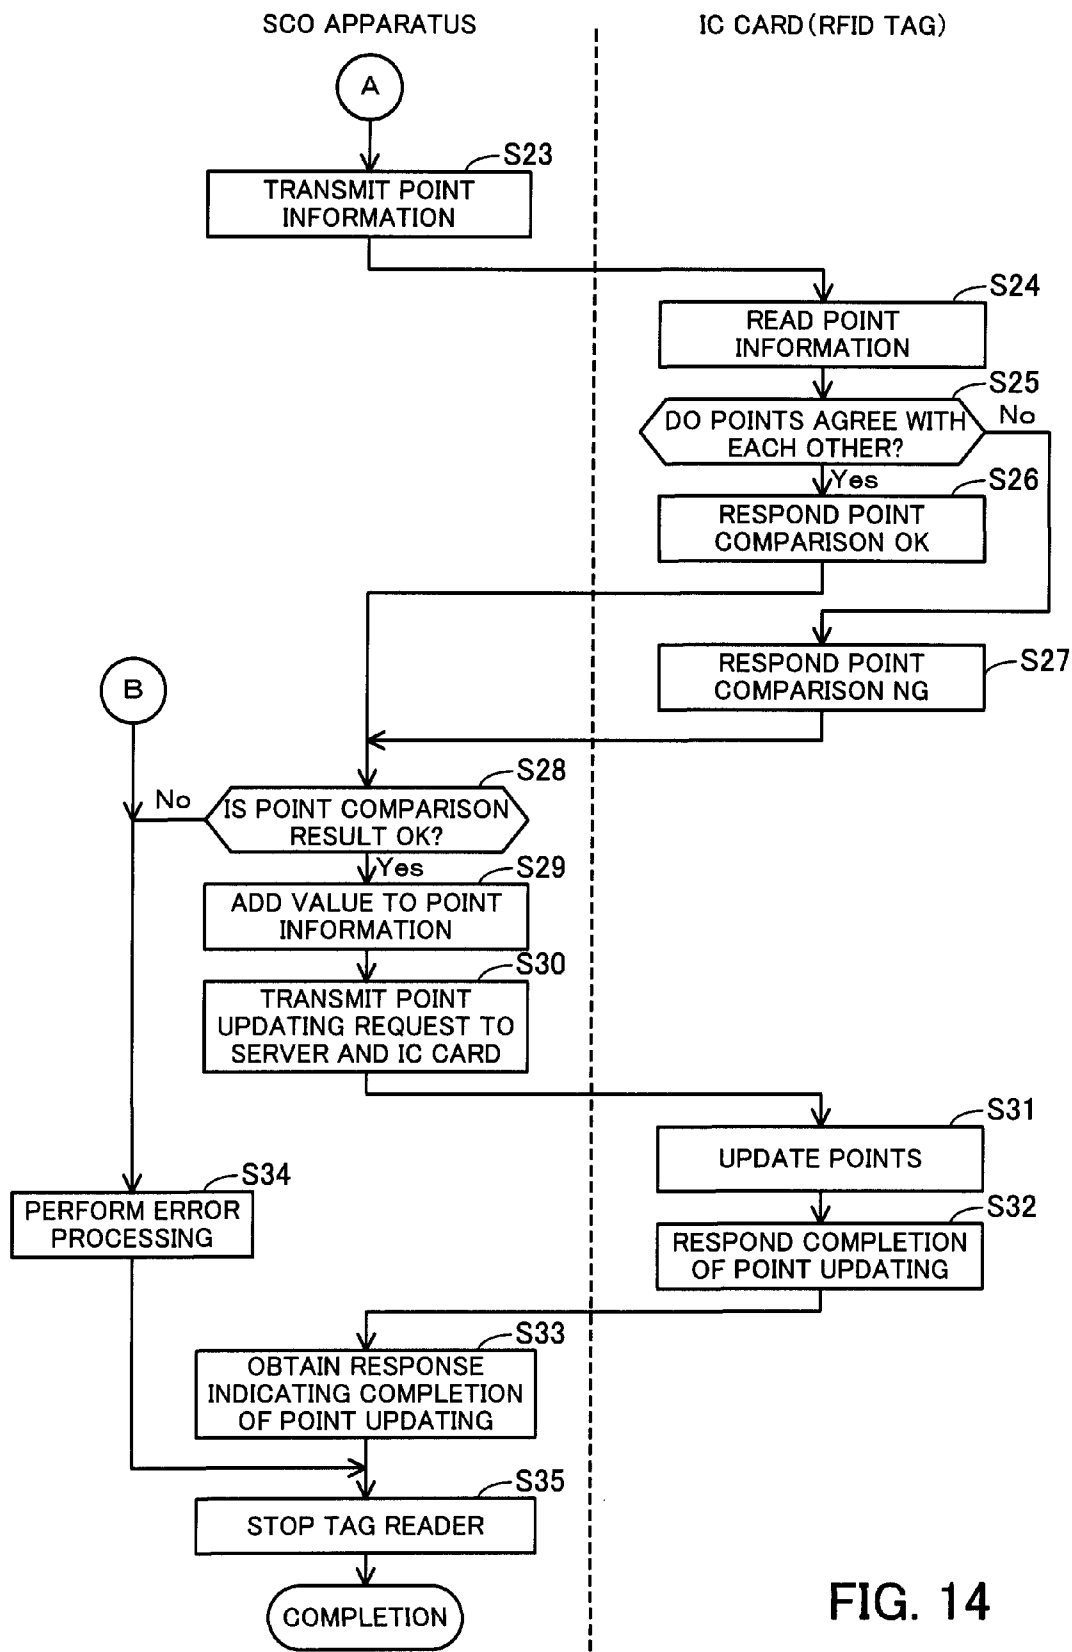 SCO APPARATUS
IC CARD(RFID TAG)
A
S23
TRANSMIT POINT
INFORMATION
S24
READ POINT
INFORMATION
S25
DO POINTS AGREE WITH
EACH OTHER?
No
Yes
S26
RESPOND POINT
COMPARISON OK
S27
RESPOND POINT
COMPARISON NG
B
S28
No
IS POINT COMPARISON
RESULT OK?
Yes
S29
ADD VALUE TO POINT
INFORMATION
S30
TRANSMIT POINT
UPDATING REQUEST TO
SERVER AND IC CARD
S31
UPDATE POINTS
S34
PERFORM ERROR
PROCESSING
S32
RESPOND COMPLETION
OF POINT UPDATING
S33
OBTAIN RESPONSE
INDICATING COMPLETION
OF POINT UPDATING
S35
STOP TAG READER
COMPLETION
FIG. 14